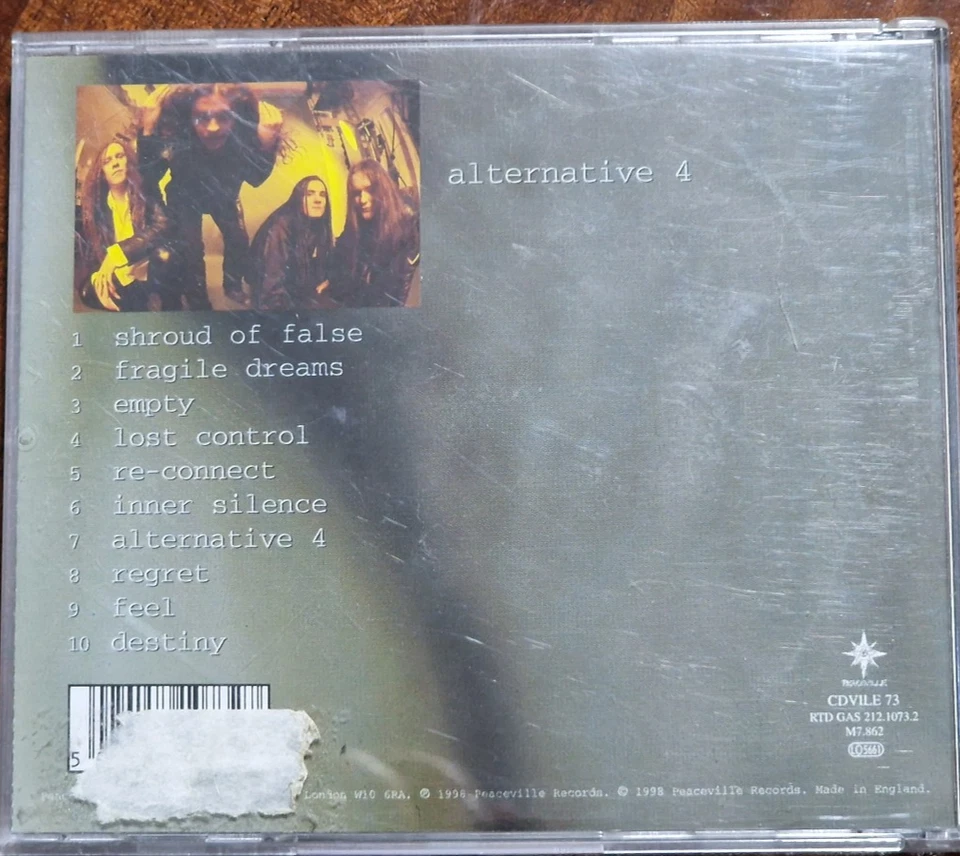 alternative 4
1 shroud of false
2 fragile dreams
3 empty
4 lost control
5 re-connect
6 inner silence
7 alternative 4
8 regret
9 feel
10 destiny
Peaceville
CDVILE 73
RTD GAS 212.1073.2
M7.862
LC5661
5
London W10 6RA. ℗ 1998 Peaceville Records. © 1998 Peaceville Records. Made in England.